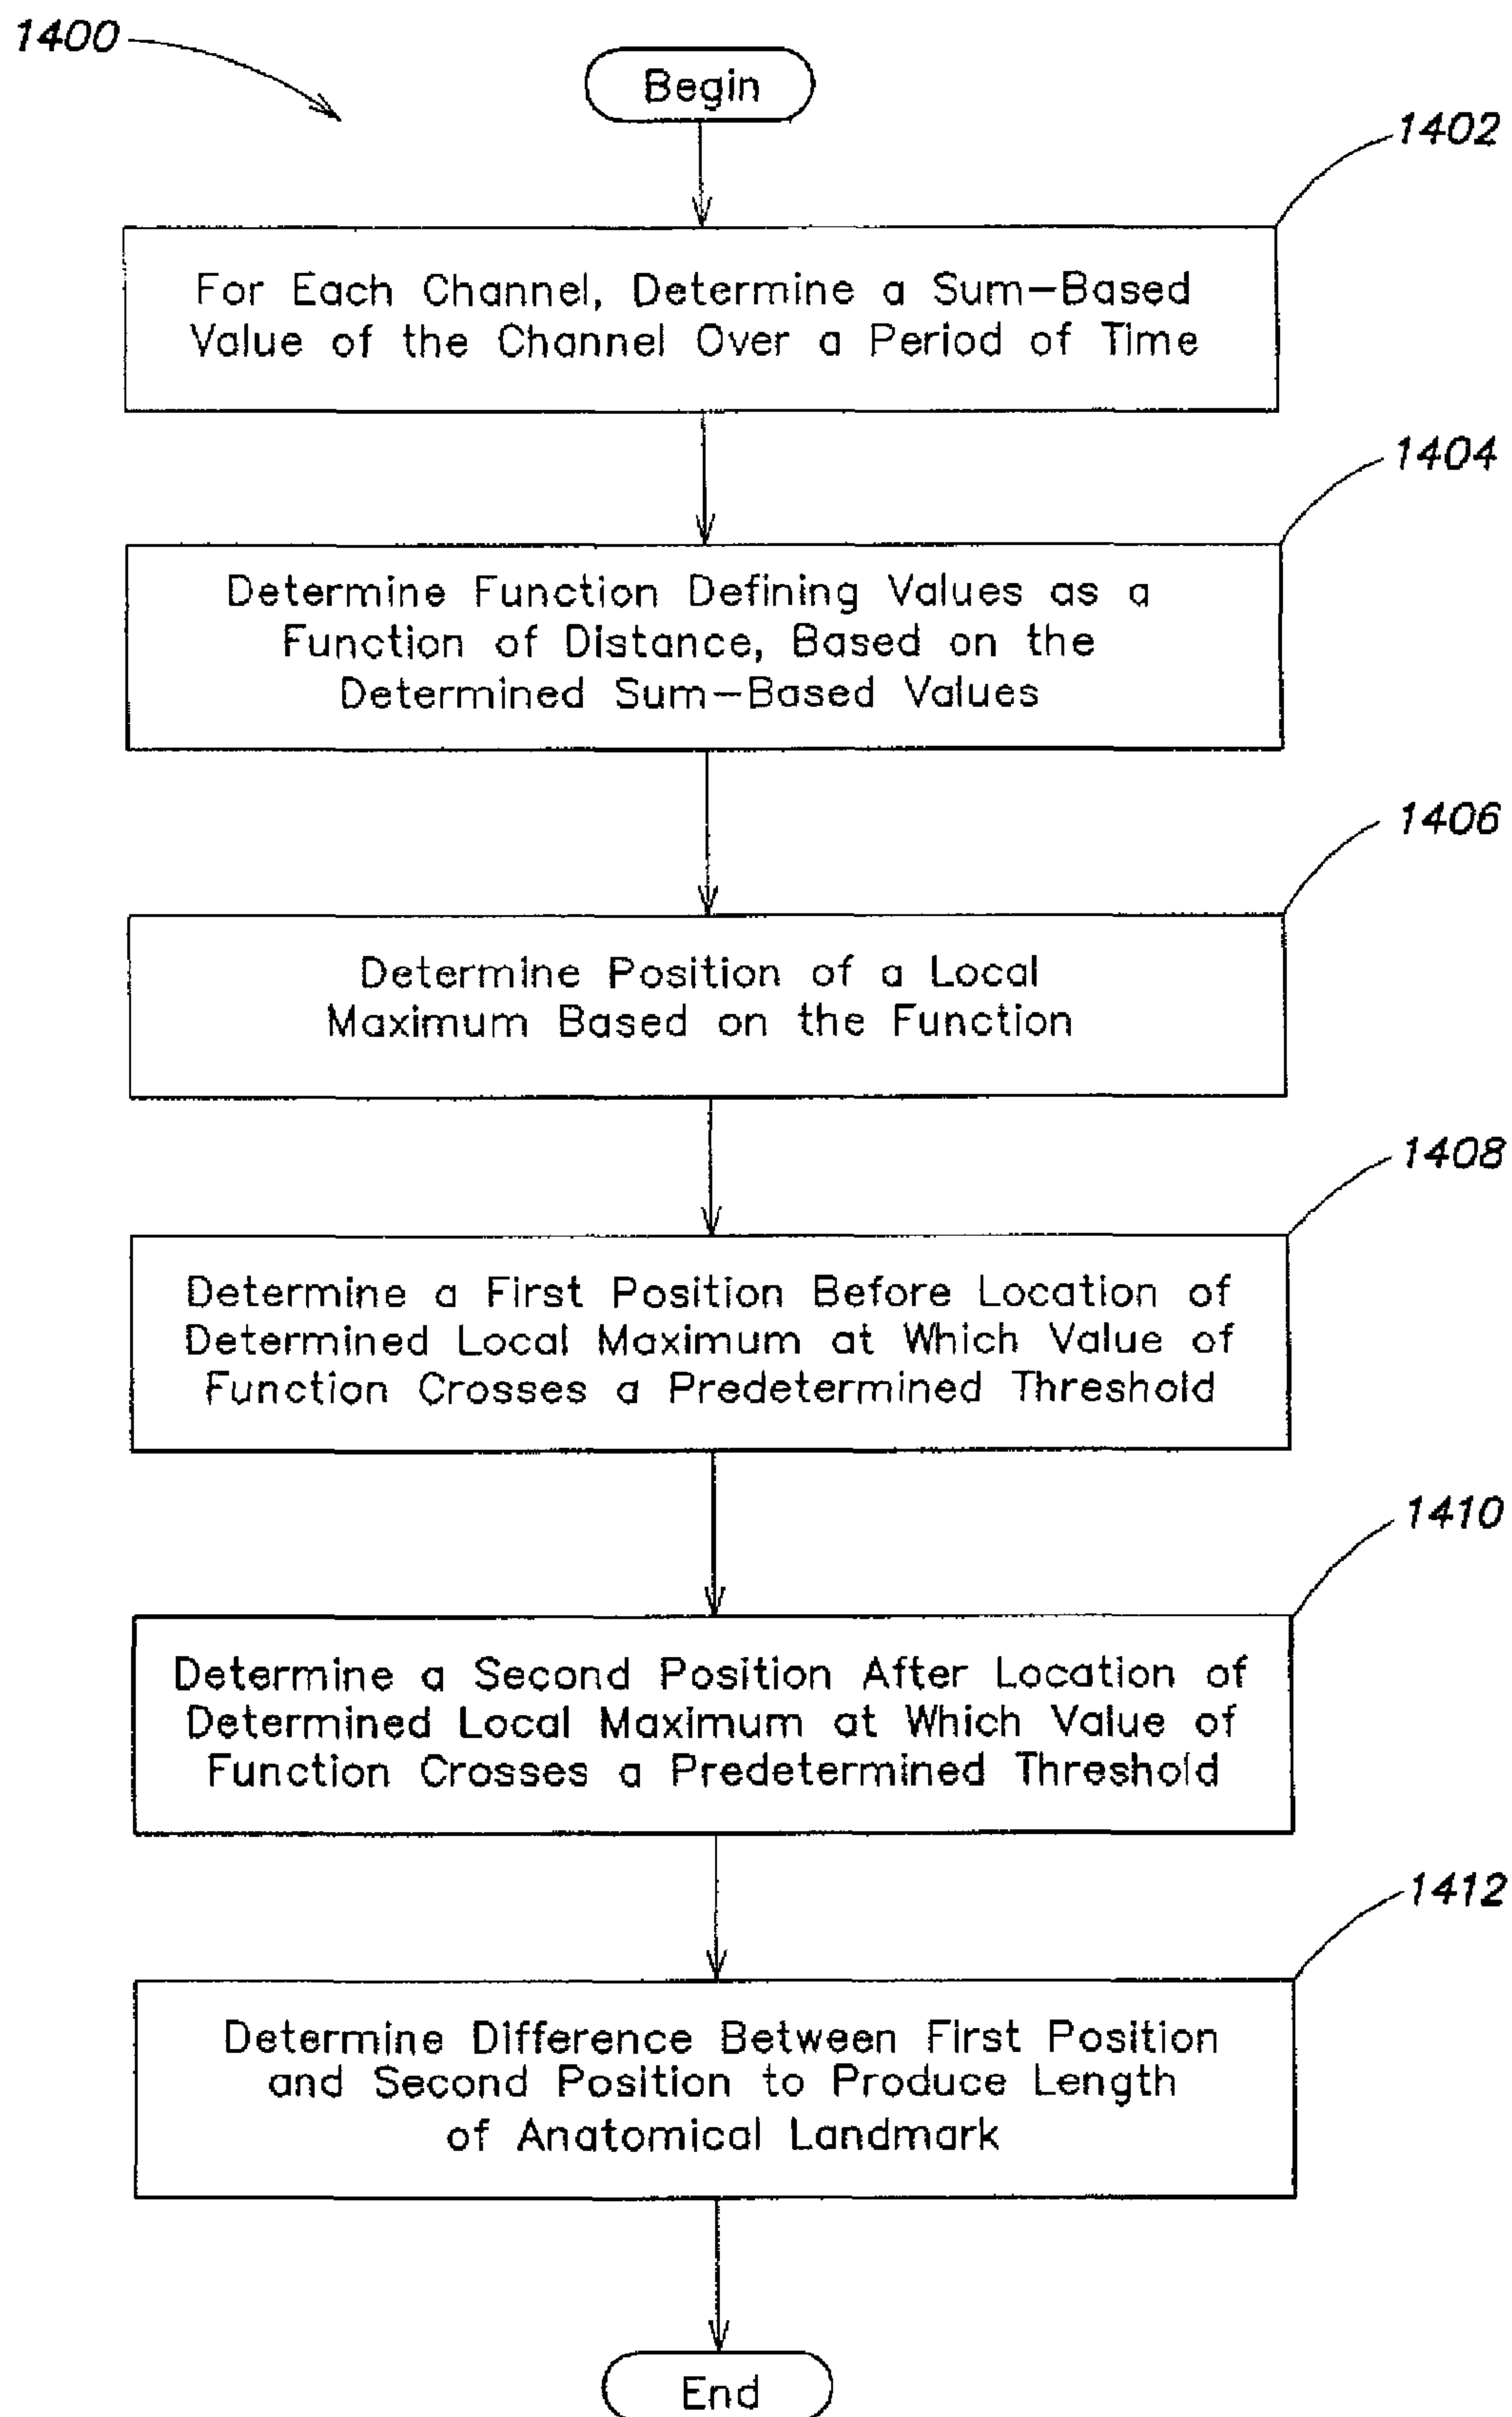 1400
Begin
1402
For Each Channel, Determine a Sum-Based
Value of the Channel Over a Period of Time
1404
Determine Function Defining Values as a
Function of Distance, Based on the
Determined Sum-Based Values
1406
Determine Position of a Local
Maximum Based on the Function
1408
Determine a First Position Before Location of
Determined Local Maximum at Which Value of
Function Crosses a Predetermined Threshold
1410
Determine a Second Position After Location of
Determined Local Maximum at Which Value of
Function Crosses a Predetermined Threshold
1412
Determine Difference Between First Position
and Second Position to Produce Length
of Anatomical Landmark
End